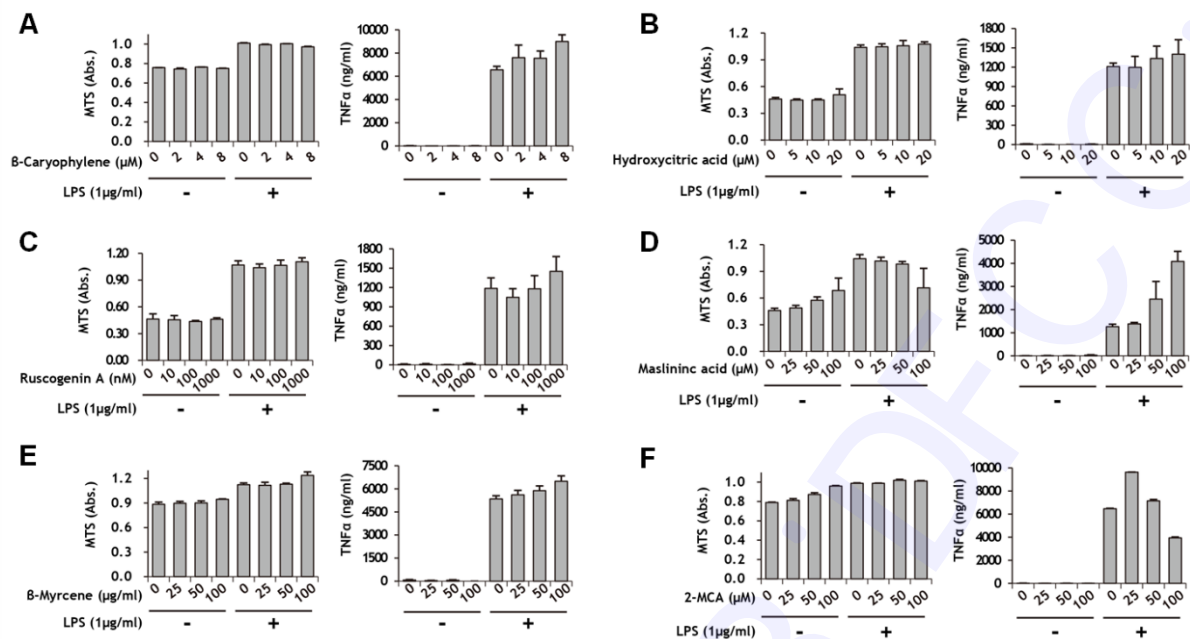 A
MTS (Abs.)
1.0
0.8
0.6
0.4
0.2
0.0
TNFα (ng/ml)
10000
8000
6000
4000
2000
0
ß-Caryophylene (µM)
0 2 4 8 0 2 4 8
0 2 4 8 0 2 4 8
LPS (1µg/ml)
- +
- +
B
MTS (Abs.)
1.2
0.9
0.6
0.3
0.0
TNFα (ng/ml)
1800
1500
1200
900
600
300
0
Hydroxycitric acid (µM)
0 5 10 20 0 5 10 20
0 5 10 20 0 5 10 20
LPS (1µg/ml)
- +
- +
C
MTS (Abs.)
1.20
0.90
0.60
0.30
0.00
TNFα (ng/ml)
1800
1500
1200
900
600
300
0
Ruscogenin A (nM)
0 10 100 1000 0 10 100 1000
0 10 100 1000 0 10 100 1000
LPS (1µg/ml)
- +
- +
D
MTS (Abs.)
1.2
0.9
0.6
0.3
0.0
TNFα (ng/ml)
5000
4000
3000
2000
1000
0
Maslininc acid (µM)
0 25 50 100 0 25 50 100
0 25 50 100 0 25 50 100
LPS (1µg/ml)
- +
- +
E
MTS (Abs.)
1.2
0.9
0.6
0.3
0.0
TNFα (ng/ml)
7500
6000
4500
3000
1500
0
ß-Myrcene (µg/ml)
0 25 50 100 0 25 50 100
0 25 50 100 0 25 50 100
LPS (1µg/ml)
- +
- +
F
MTS (Abs.)
1.2
1.0
0.8
0.6
0.4
0.2
0.0
TNFα (ng/ml)
10000
8000
6000
4000
2000
0
2-MCA (µM)
0 25 50 100 0 25 50 100
0 25 50 100 0 25 50 100
LPS (1µg/ml)
- +
- +